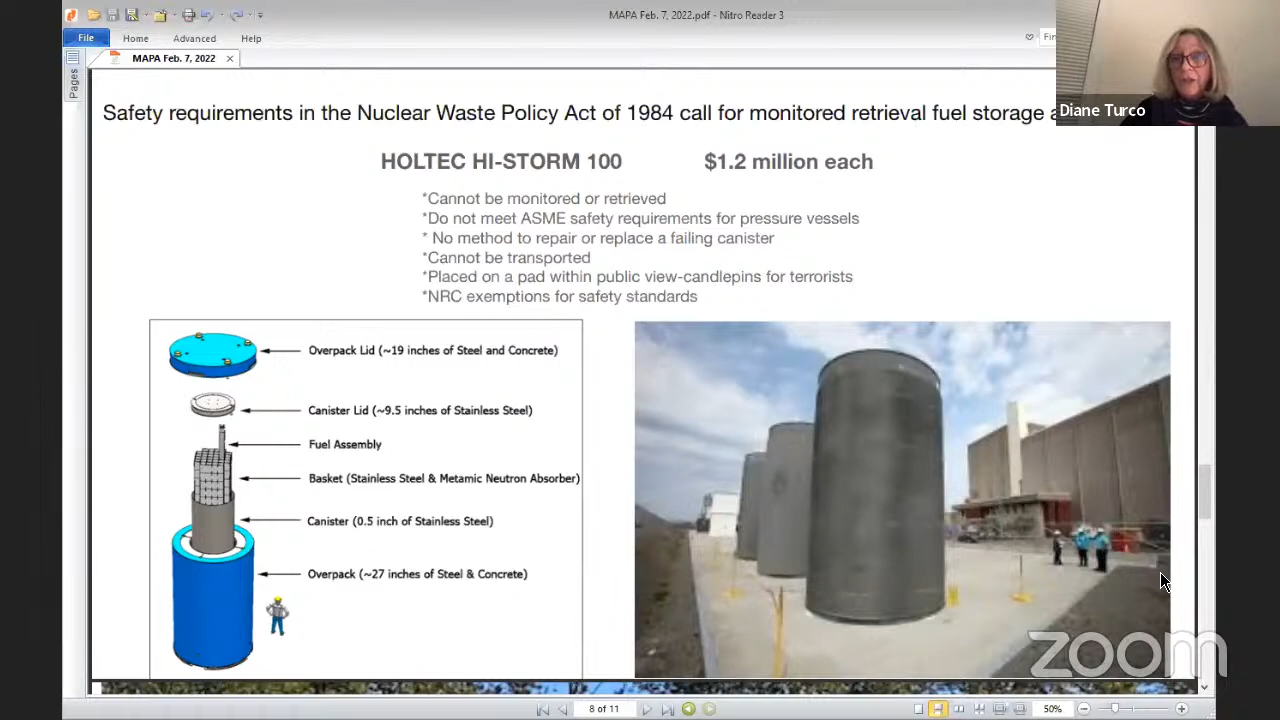 MAPA Feb. 7, 2022.pdf - Nitro Reader 3
File Home Advanced Help
MAPA Feb. 7, 2022
Pages
Diane Turco
Safety requirements in the Nuclear Waste Policy Act of 1984 call for monitored retrieval fuel storage
HOLTEC HI-STORM 100 $1.2 million each
*Cannot be monitored or retrieved
*Do not meet ASME safety requirements for pressure vessels
* No method to repair or replace a failing canister
*Cannot be transported
*Placed on a pad within public view-candlepins for terrorists
*NRC exemptions for safety standards
Overpack Lid (~19 inches of Steel and Concrete)
Canister Lid (~9.5 inches of Stainless Steel)
Fuel Assembly
Basket (Stainless Steel & Metamic Neutron Absorber)
Canister (0.5 inch of Stainless Steel)
Overpack (~27 inches of Steel & Concrete)
zoom
8 of 11
50%